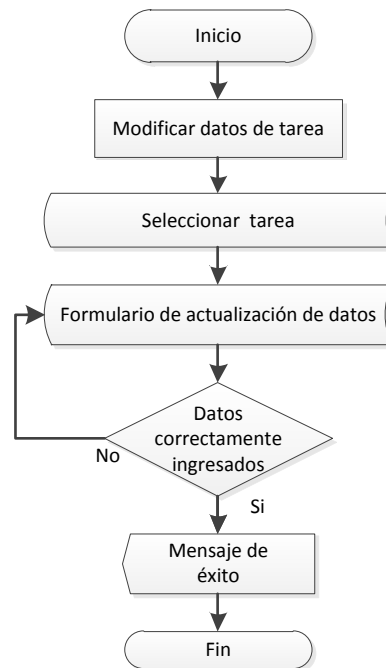 Inicio
Modificar datos de tarea
Seleccionar tarea
Formulario de actualización de datos
Datos
correctamente
ingresados
No
Si
Mensaje de
éxito
Fin